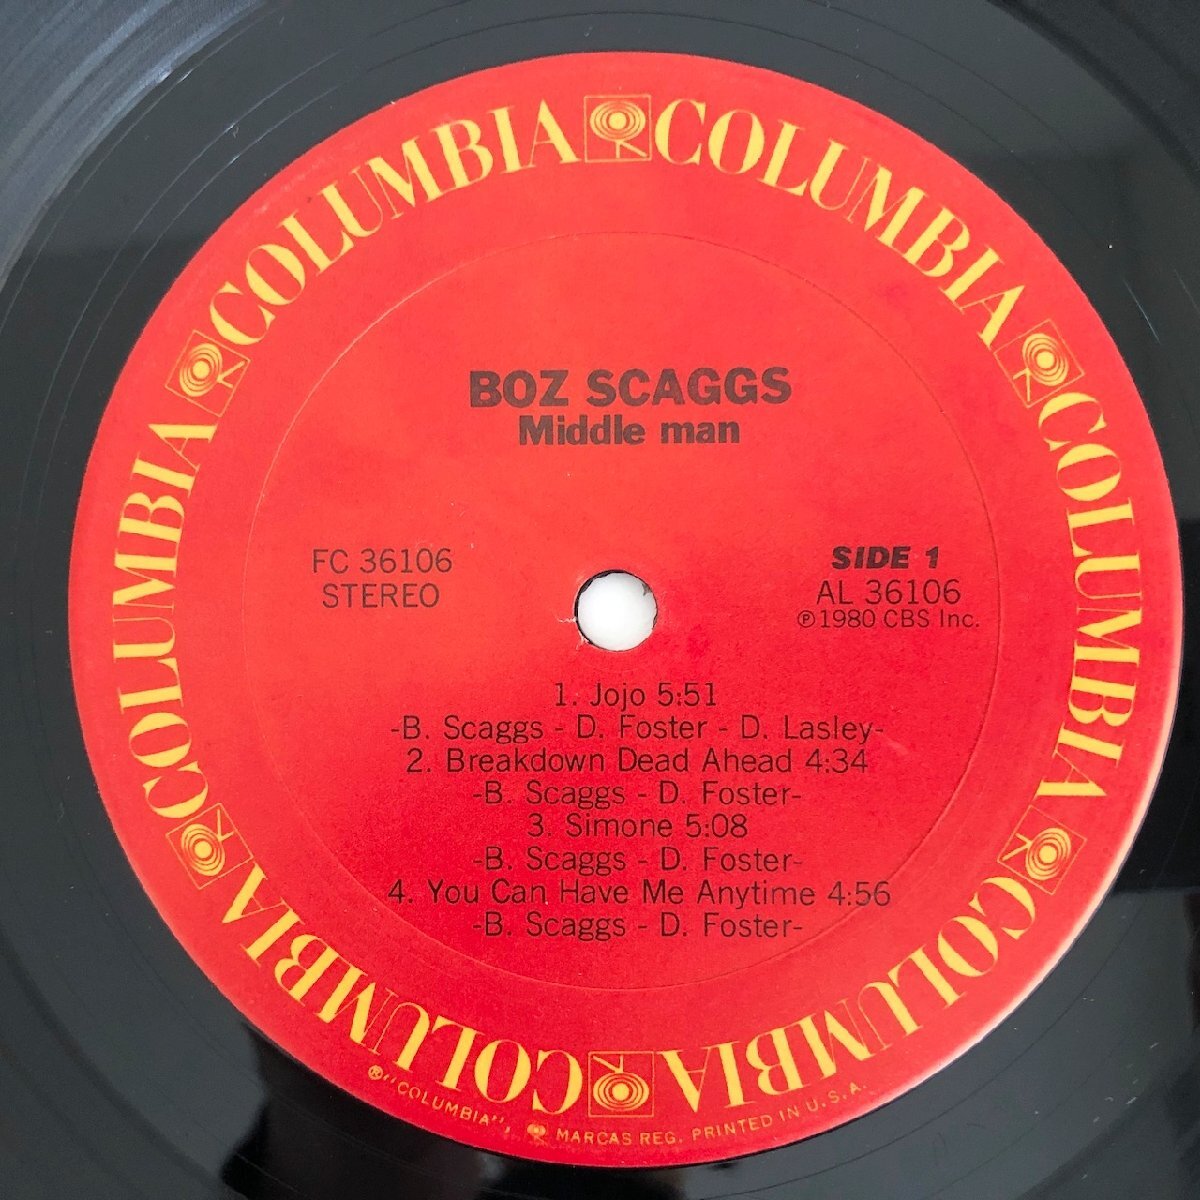 COLUMBIA COLUMBIA COLUMBIA COLUMBIA COLUMBIA COLUMBIA
BOZ SCAGGS
Middle man
FC 36106
STEREO
SIDE 1
AL 36106
℗ 1980 CBS Inc.
1. Jojo 5:51
-B. Scaggs - D. Foster - D. Lasley-
2. Breakdown Dead Ahead 4:34
-B. Scaggs - D. Foster-
3. Simone 5:08
-B. Scaggs - D. Foster-
4. You Can Have Me Anytime 4:56
-B. Scaggs - D. Foster-
®"COLUMBIA", MARCAS REG. PRINTED IN U.S.A.